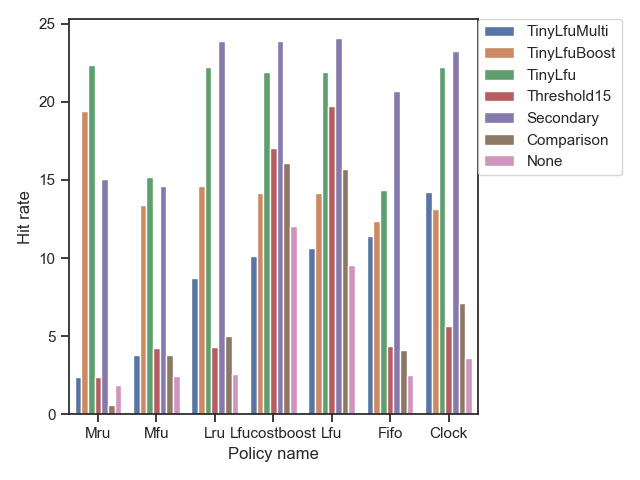 25
20
15
10
5
0
Hit rate
Mru Mfu Lru Lfucostboost Lfu Fifo Clock
Policy name
TinyLfuMulti
TinyLfuBoost
TinyLfu
Threshold15
Secondary
Comparison
None